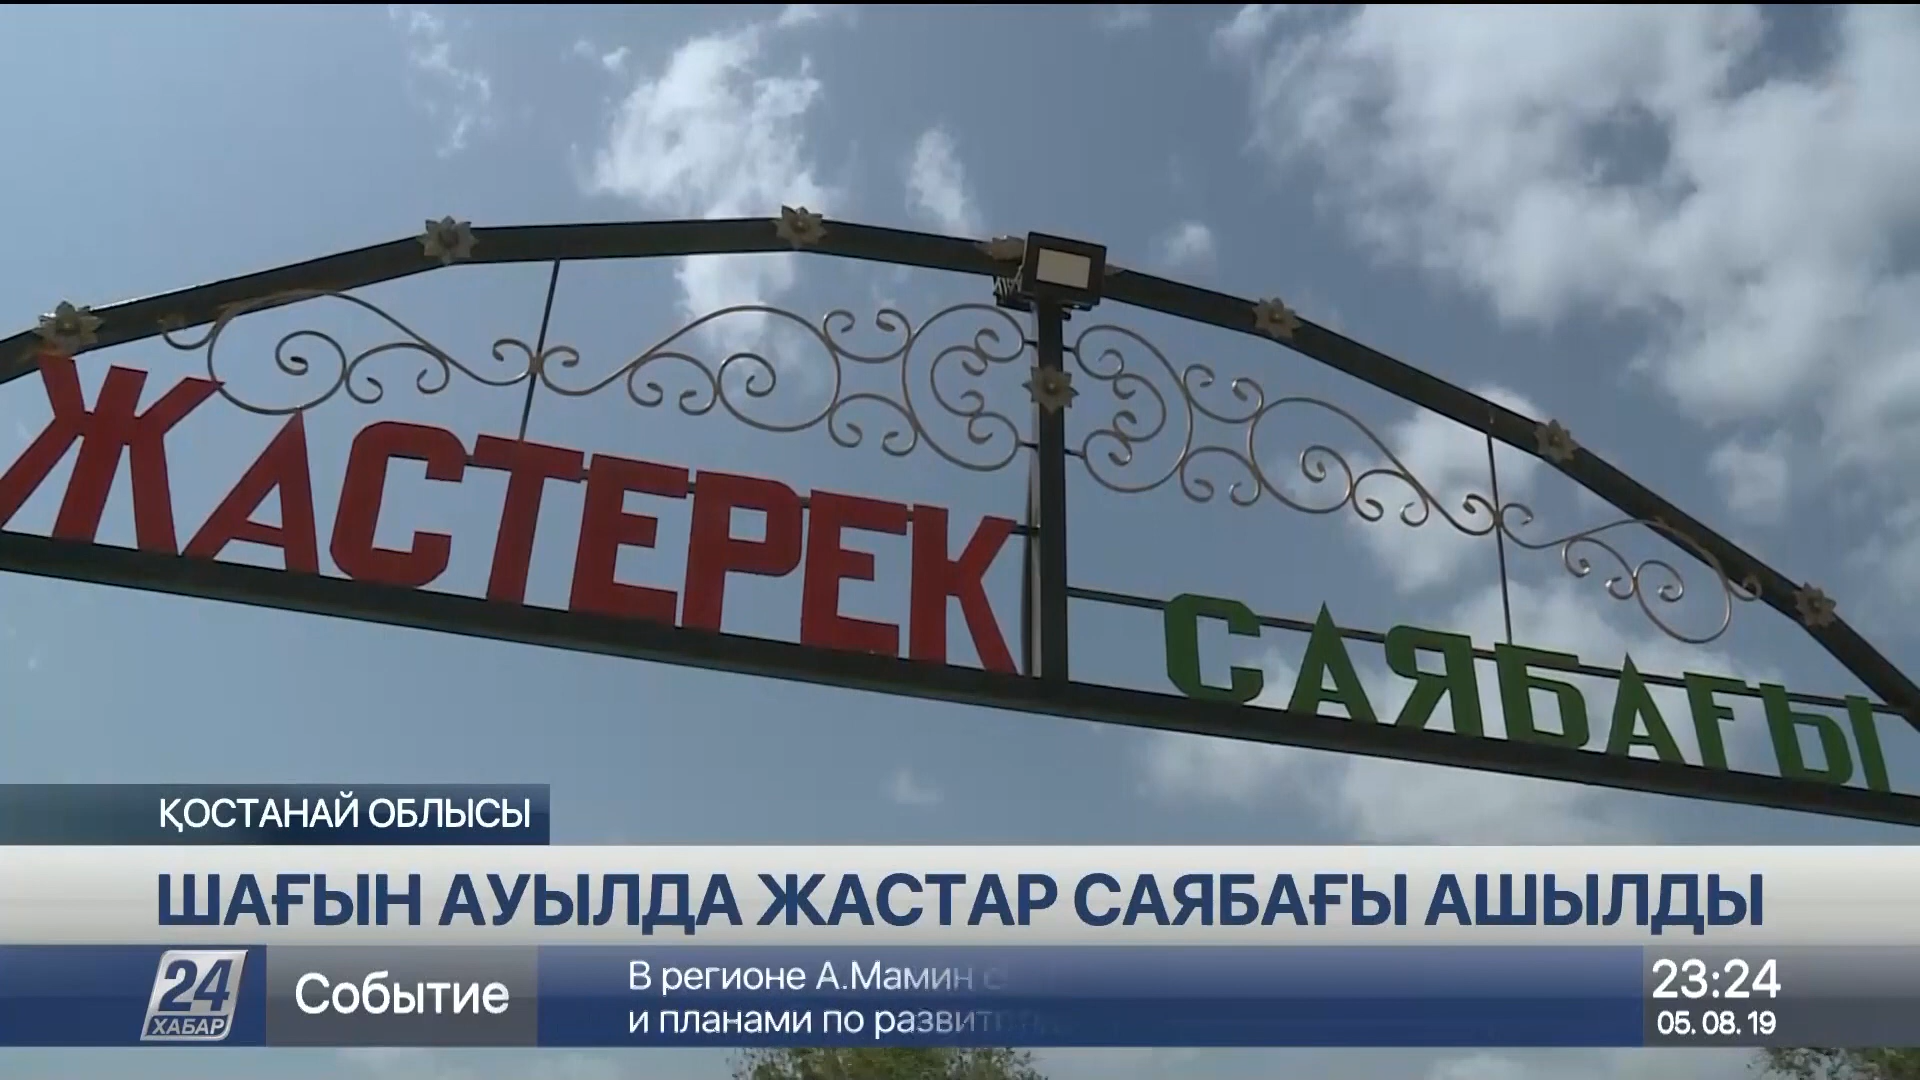 ЖАСТЕРЕК
САЯБАҒЫ
ҚОСТАНАЙ ОБЛЫСЫ
ШАҒЫН АУЫЛДА ЖАСТАР САЯБАҒЫ АШЫЛДЫ
24
ХАБАР
Событие
В регионе А.Мамин
и планами по
23:24
05. 08. 19